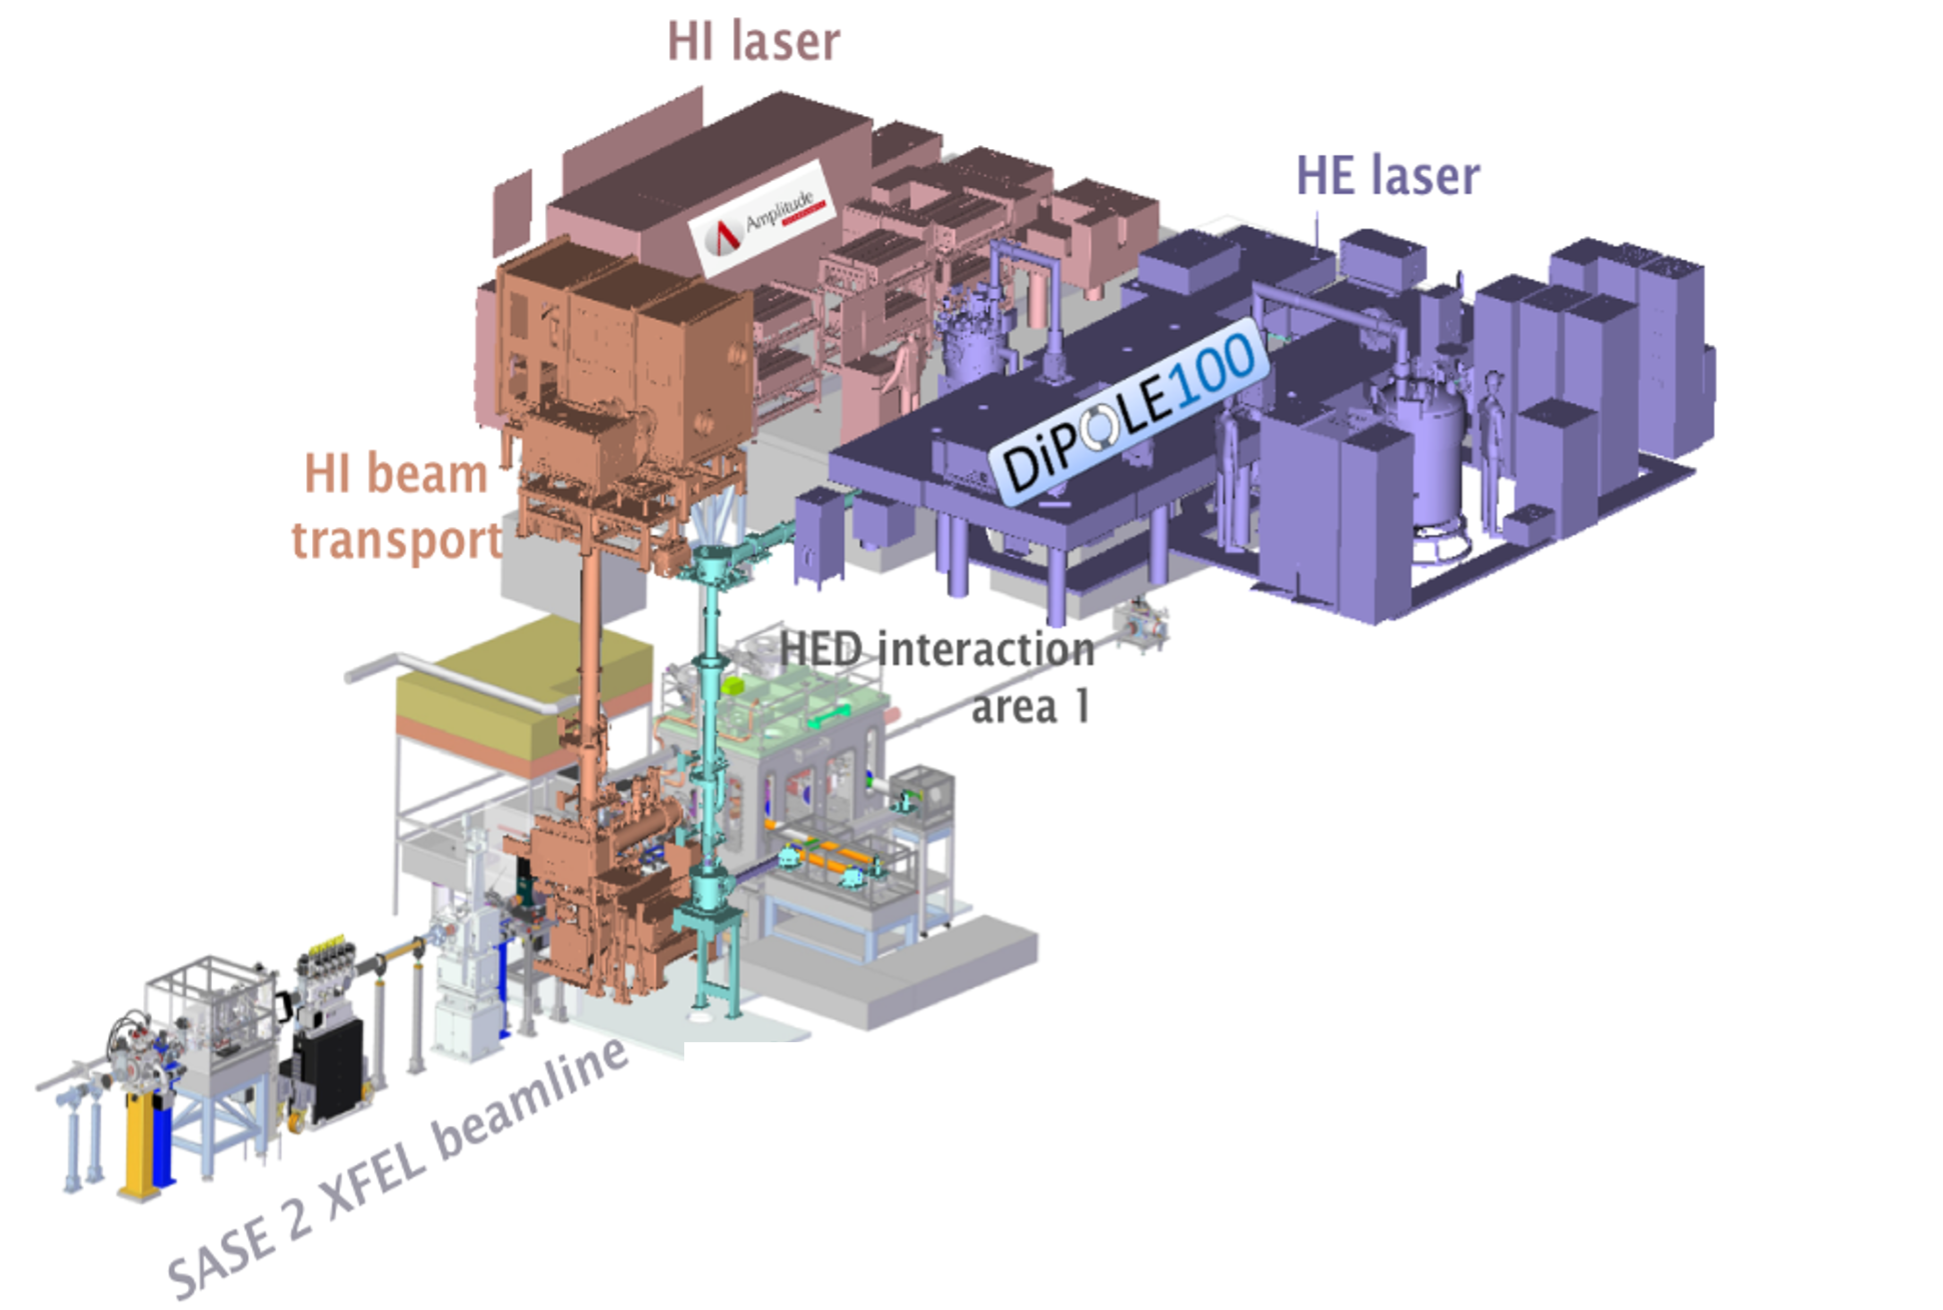 HI laser
HE laser
Amplitude
DiPOLE100
HI beam
transport
HED interaction
area 1
SASE 2 XFEL beamline